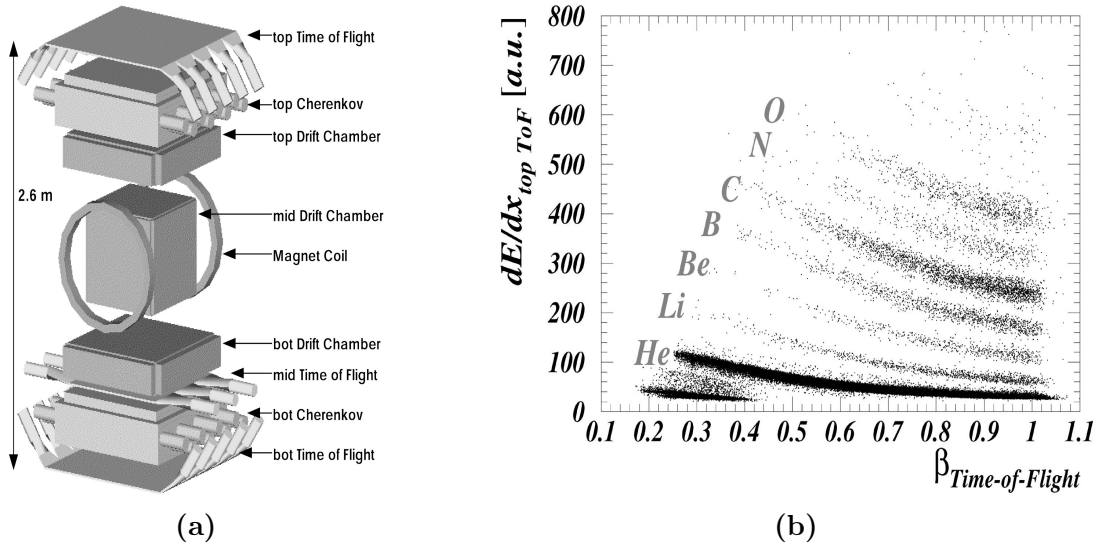 top Time of Flight
top Cherenkov
top Drift Chamber
2.6 m
mid Drift Chamber
Magnet Coil
bot Drift Chamber
mid Time of Flight
bot Cherenkov
bot Time of Flight
(a)
dE/dx top ToF [a.u.]
800
700
600
500
400
300
200
100
0
O
N
C
B
Be
Li
He
0.1 0.2 0.3 0.4 0.5 0.6 0.7 0.8 0.9 1 1.1
β Time-of-Flight
(b)